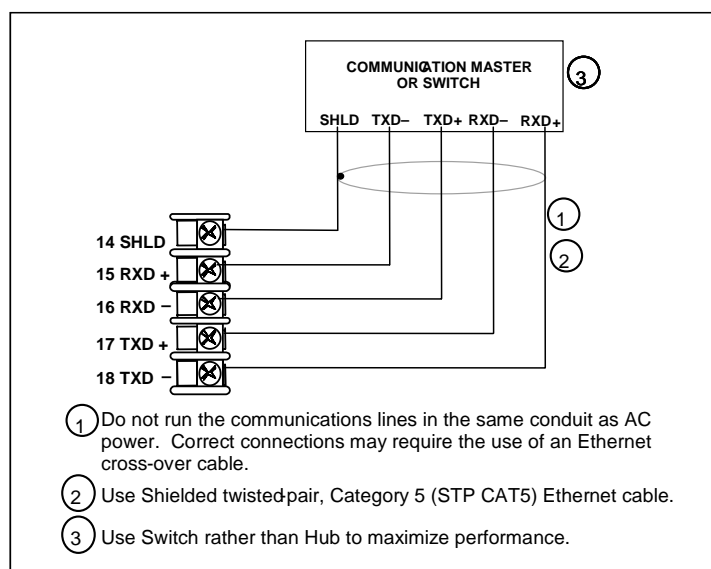 COMMUNICATION MASTER
OR SWITCH
3
SHLD TXD– TXD+ RXD– RXD+
1
2
14 SHLD
15 RXD +
16 RXD –
17 TXD +
18 TXD –
1 Do not run the communications lines in the same conduit as AC
power. Correct connections may require the use of an Ethernet
cross-over cable.
2 Use Shielded twisted-pair, Category 5 (STP CAT5) Ethernet cable.
3 Use Switch rather than Hub to maximize performance.